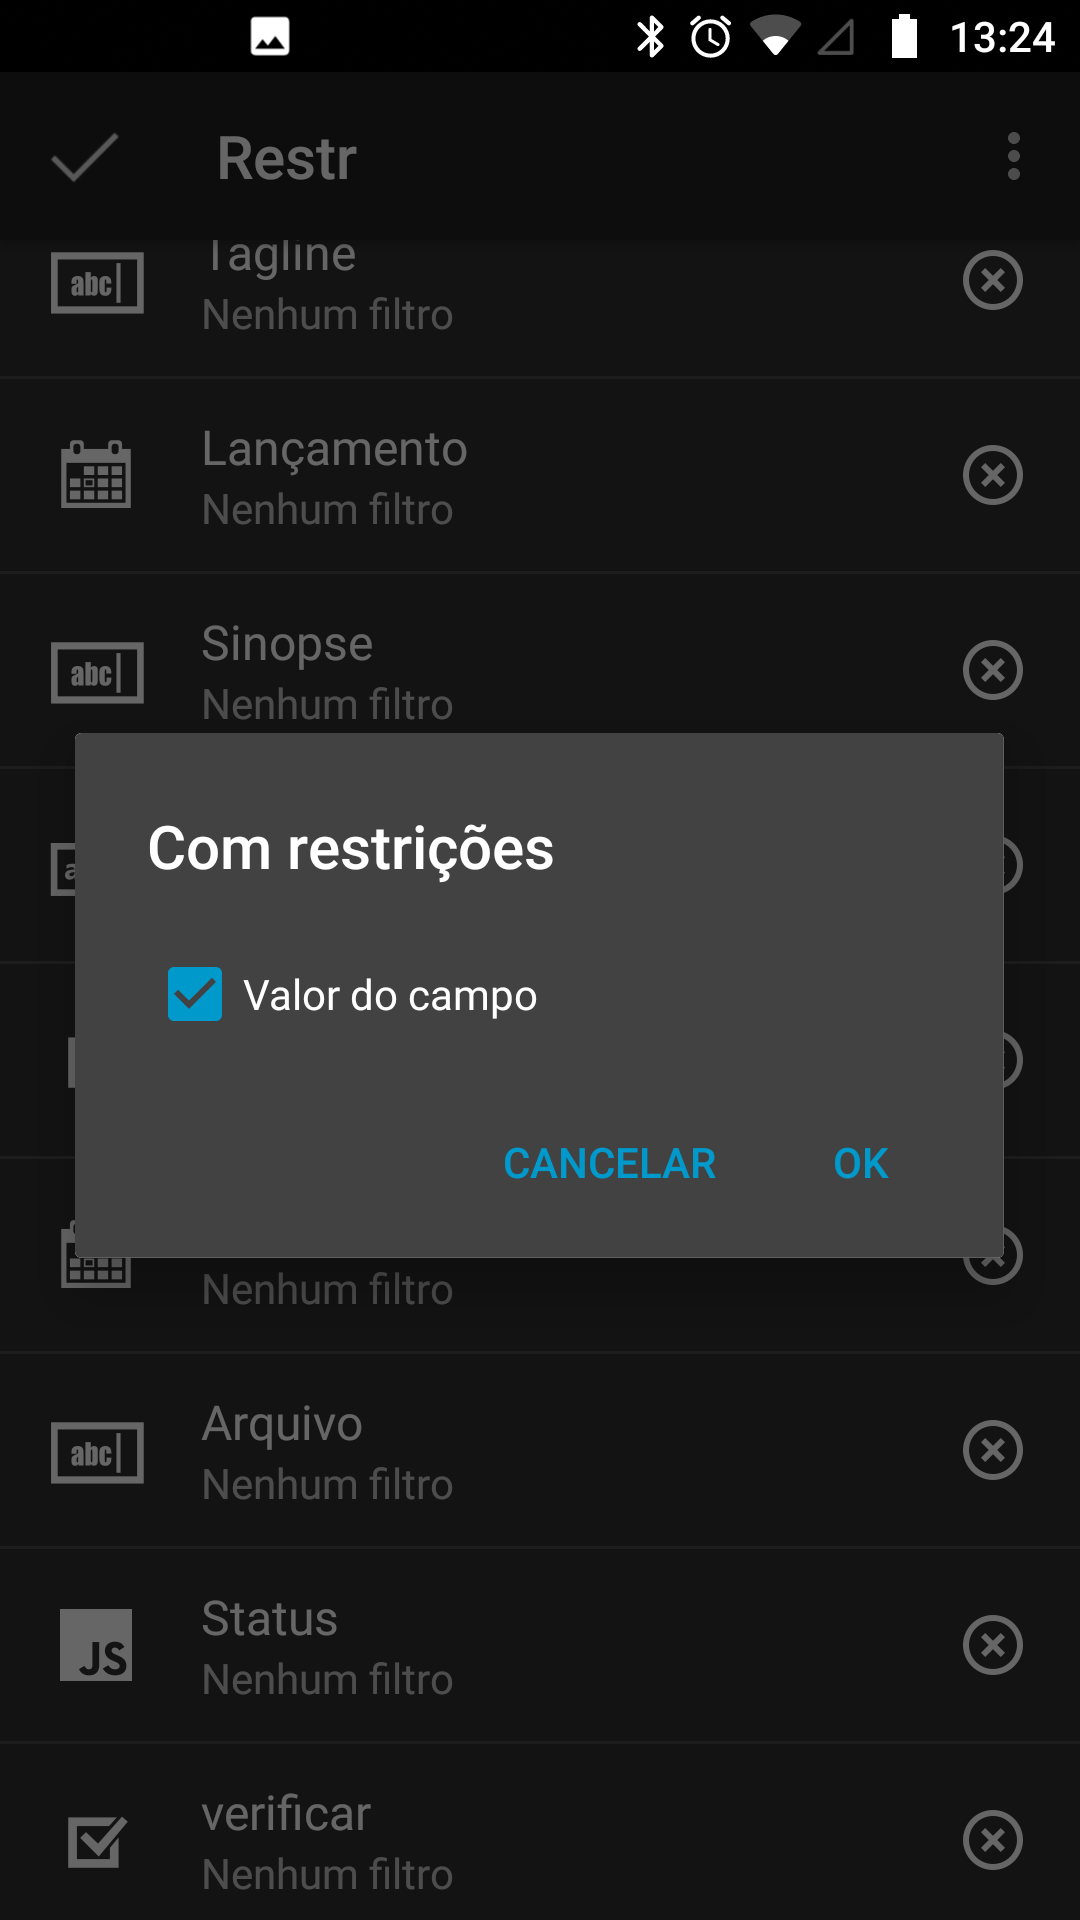 13:24
Restr
Tagline
abc
Nenhum filtro
Lançamento
Nenhum filtro
Sinopse
abc
Nenhum filtro
Com restrições
Valor do campo
CANCELAR OK
Nenhum filtro
Arquivo
abc
Nenhum filtro
Status
JS
Nenhum filtro
verificar
Nenhum filtro